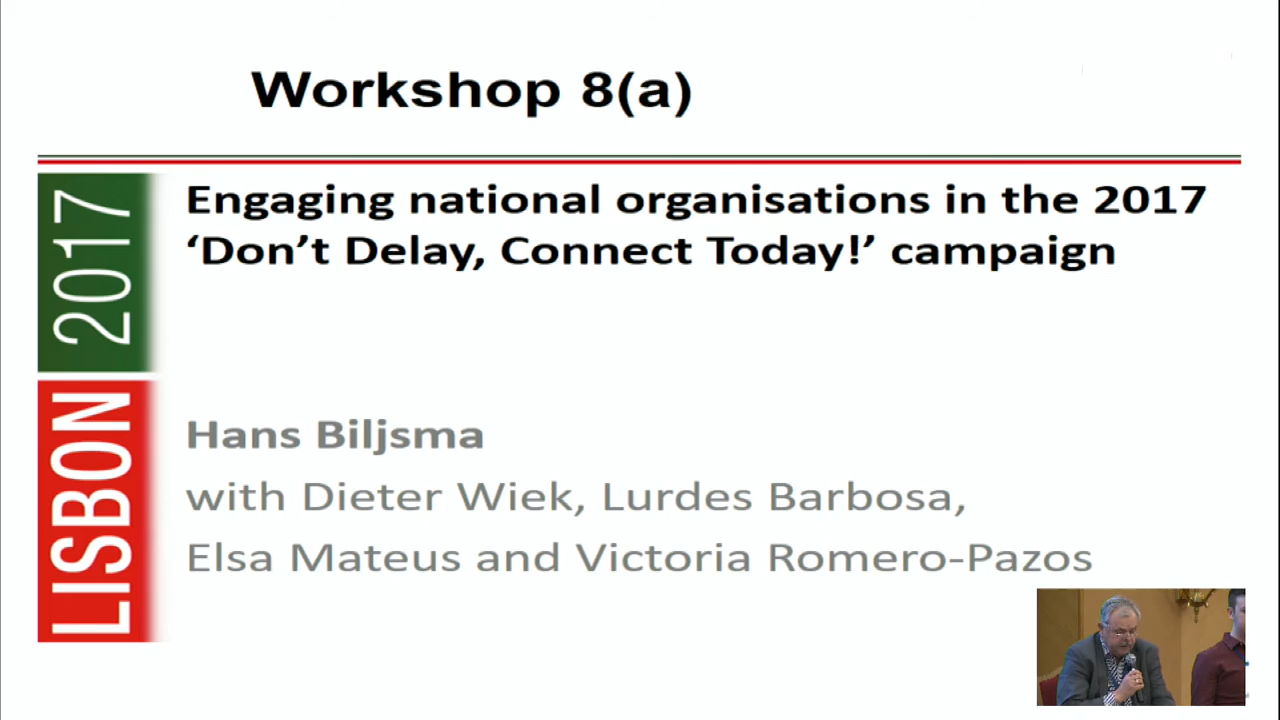 Workshop 8(a)
Engaging national organisations in the 2017
‘Don’t Delay, Connect Today!’ campaign
2017
LISBON
Hans Biljsma
with Dieter Wiek, Lurdes Barbosa,
Elsa Mateus and Victoria Romero-Pazos